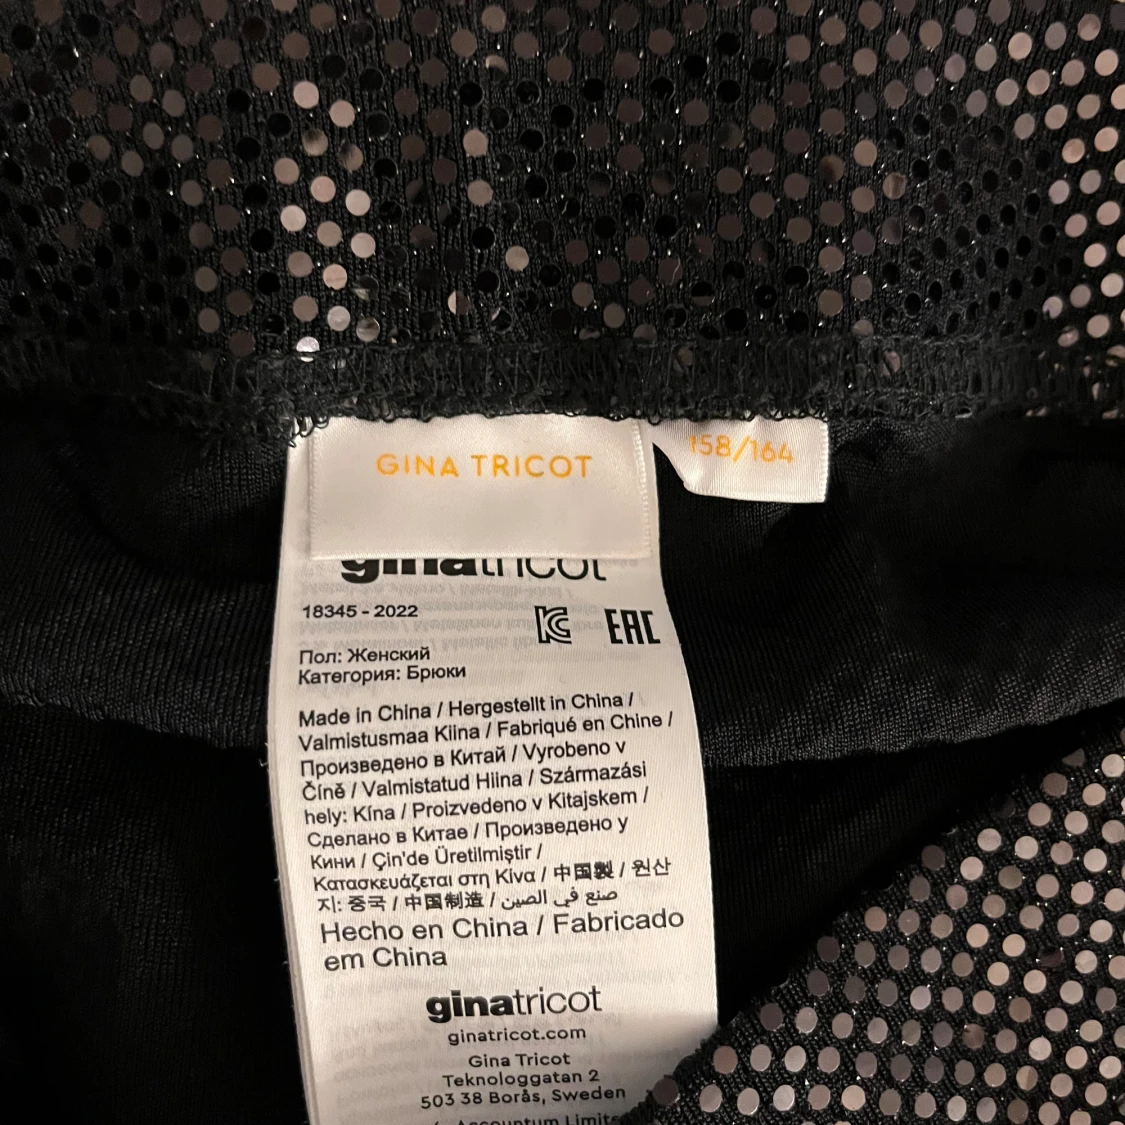 GINA TRICOT
158/164
ginatricot
18345 - 2022
EAC
Пол: Женский
Категория: Брюки
Made in China / Hergestellt in China /
Valmistusmaa Kiina / Fabriqué en Chine /
Произведено в Китай / Vyrobeno v
Číně / Valmistatud Hiina / Származási
hely: Kína / Proizvedeno v Kitajskem /
Сделано в Китае / Произведено у
Кини / Çin'de Üretilmiştir /
Κατασκευάζεται στη Κίνα / 中国製 / 원산
지: 중국 / 中国制造 / صنع في الصين
Hecho en China / Fabricado
em China
ginatricot
ginatricot.com
Gina Tricot
Teknologgatan 2
503 38 Borås, Sweden
Accountum